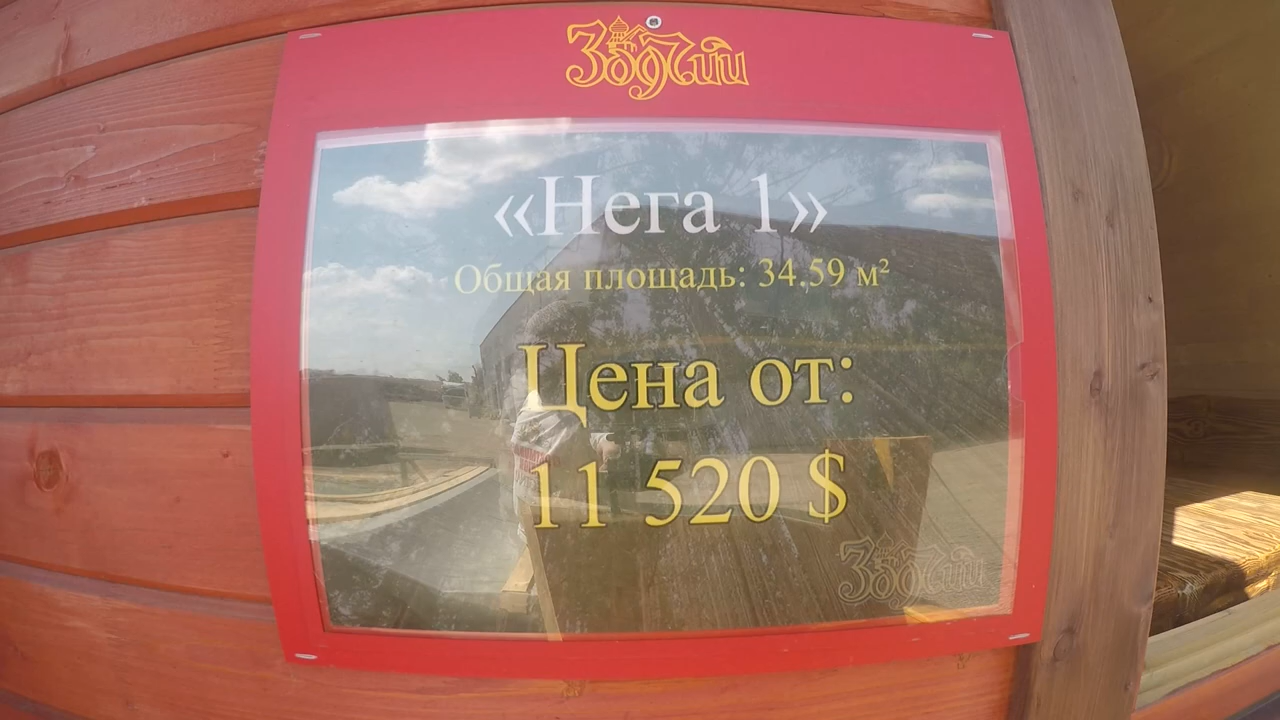 Зодчий
«Нега 1»
Общая площадь: 34.59 м²
Цена от:
11 520 $
Зодчий